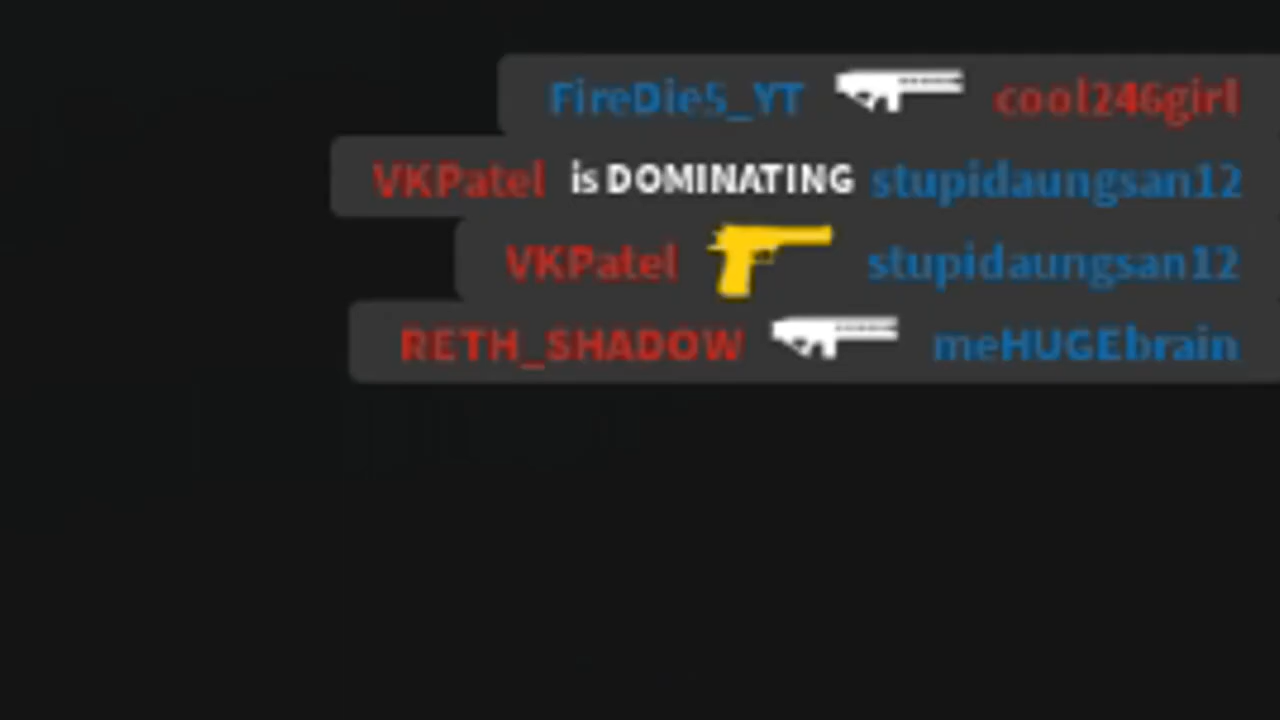 FireDie5_YT cool246girl
VKPatel is DOMINATING stupidaungsan12
VKPatel stupidaungsan12
RETH_SHADOW meHUGEbrain